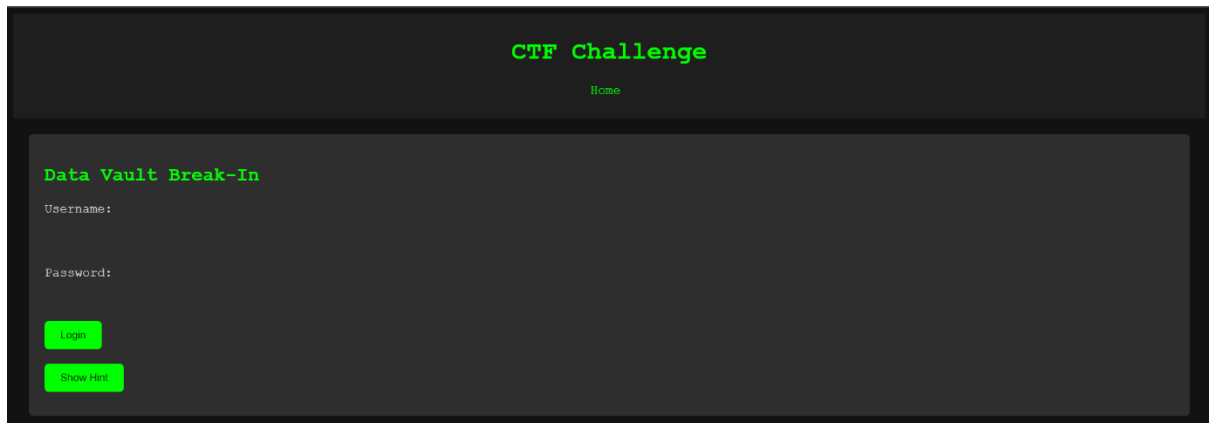 CTF Challenge
Home
Data Vault Break-In
Username:
Password:
Login
Show Hint